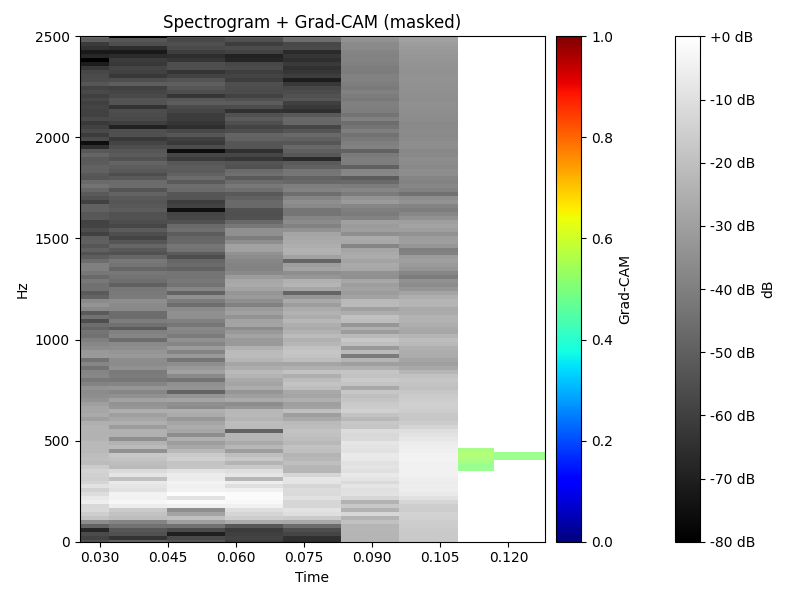 Spectrogram + Grad-CAM (masked)
2500
2000
1500
1000
500
0
Hz
0.030
0.045
0.060
0.075
0.090
0.105
0.120
Time
1.0
0.8
0.6
0.4
0.2
0.0
Grad-CAM
+0 dB
-10 dB
-20 dB
-30 dB
-40 dB
-50 dB
-60 dB
-70 dB
-80 dB
dB